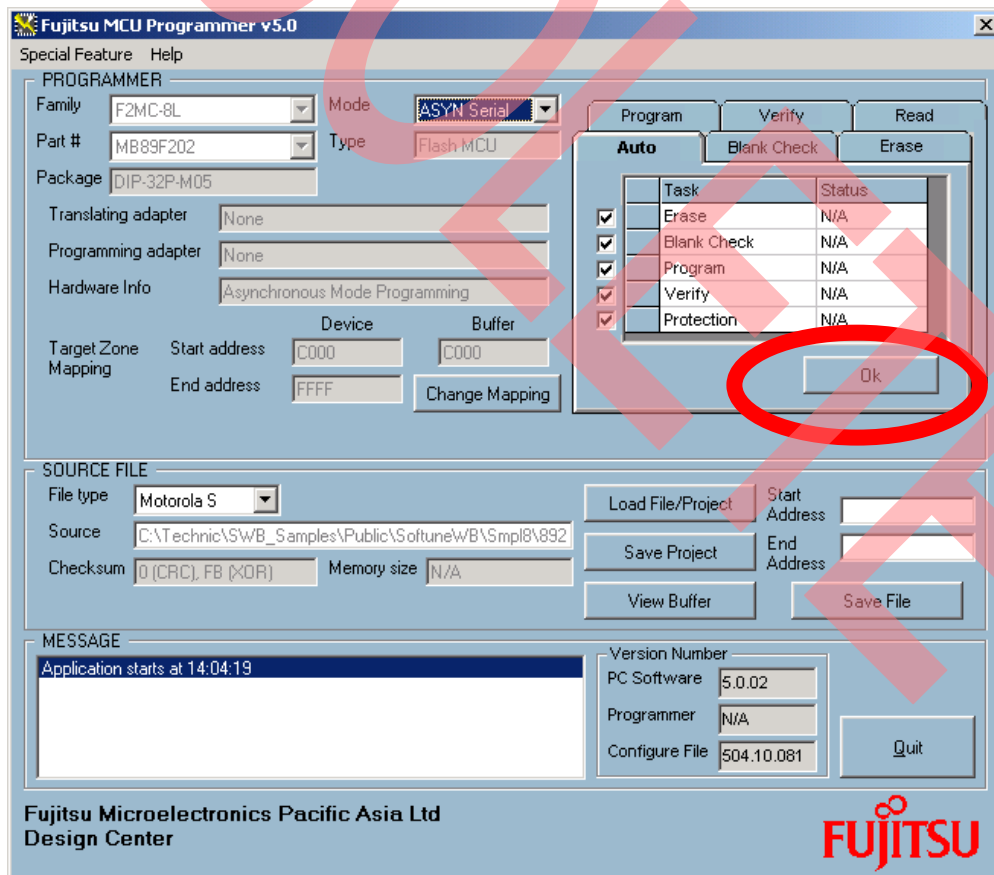 Fujitsu MCU Programmer v5.0
Special Feature Help
PROGRAMMER
Family F2MC-8L Mode ASYN Serial
Part # MB89F202 Type Flash MCU
Package DIP-32P-M05
Translating adapter None
Programming adapter None
Hardware Info Asynchronous Mode Programming
Device Buffer
Target Zone Mapping Start address C000 C000
End address FFFF Change Mapping
Program Verify Read
Auto Blank Check Erase
Task Status
Erase N/A
Blank Check N/A
Program N/A
Verify N/A
Protection N/A
Ok
SOURCE FILE
File type Motorola S
Source C:\Technic\SWB_Samples\Public\SoftuneWB\Smpl8\892
Checksum 0 (CRC), FB (XOR) Memory size N/A
Load File/Project Start Address
Save Project End Address
View Buffer Save File
MESSAGE
Application starts at 14:04:19
Version Number
PC Software 5.0.02
Programmer N/A
Configure File 504.10.081
Quit
Fujitsu Microelectronics Pacific Asia Ltd
Design Center
FUJITSU